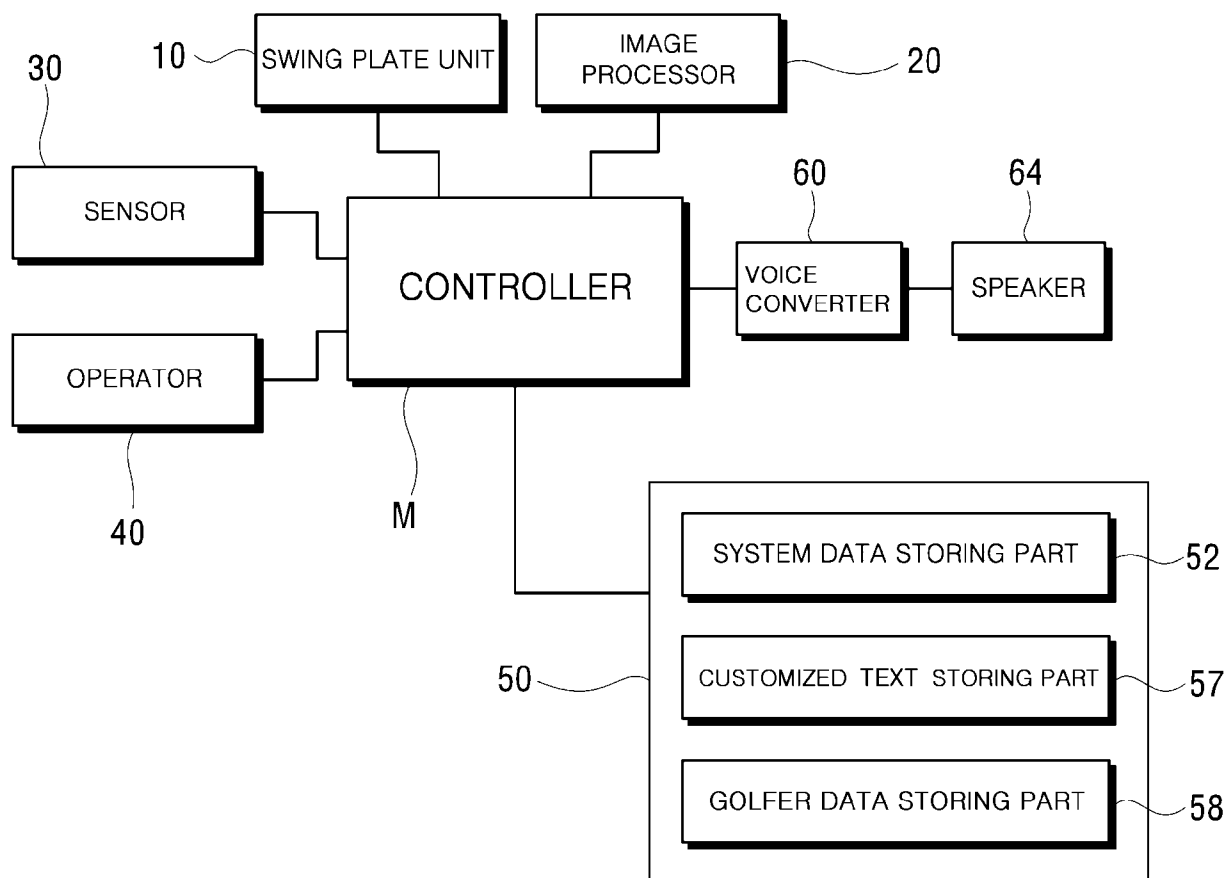 10
SWING PLATE UNIT
IMAGE
PROCESSOR
20
30
SENSOR
60
64
CONTROLLER
VOICE
CONVERTER
SPEAKER
OPERATOR
40
M
SYSTEM DATA STORING PART
52
50
CUSTOMIZED TEXT STORING PART
57
GOLFER DATA STORING PART
58